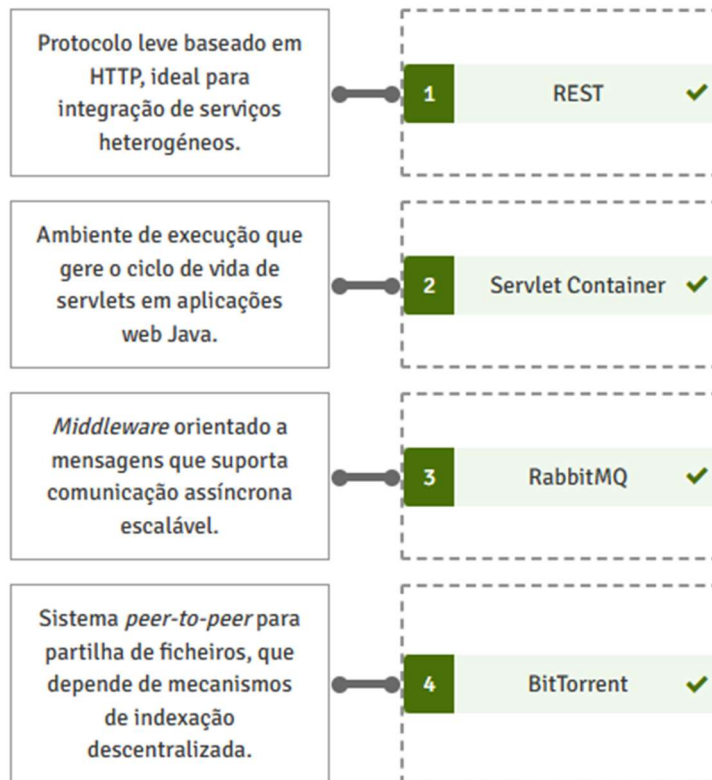 Protocolo leve baseado em
HTTP, ideal para
integração de serviços
heterogéneos.
1 REST
Ambiente de execução que
gere o ciclo de vida de
servlets em aplicações
web Java.
2 Servlet Container
Middleware orientado a
mensagens que suporta
comunicação assíncrona
escalável.
3 RabbitMQ
Sistema peer-to-peer para
partilha de ficheiros, que
depende de mecanismos
de indexação
descentralizada.
4 BitTorrent